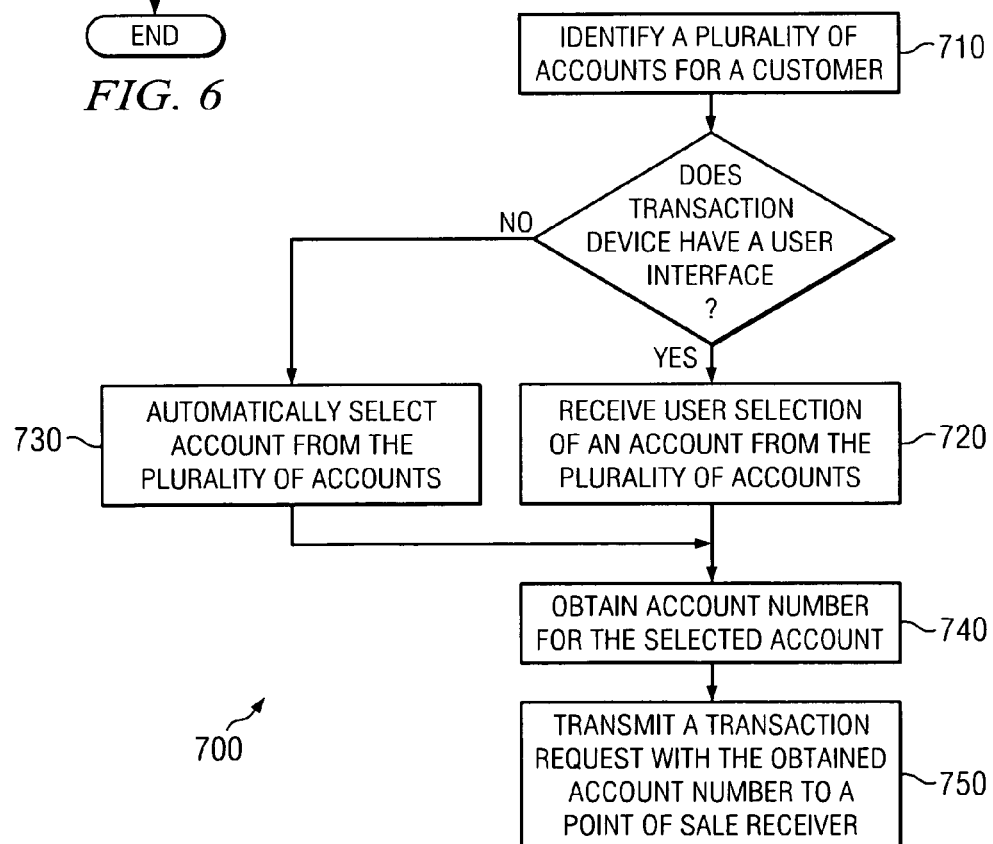 END
FIG. 6
IDENTIFY A PLURALITY OF
ACCOUNTS FOR A CUSTOMER
710
DOES
TRANSACTION
DEVICE HAVE A USER
INTERFACE
?
NO
YES
730
AUTOMATICALLY SELECT
ACCOUNT FROM THE
PLURALITY OF ACCOUNTS
RECEIVE USER SELECTION
OF AN ACCOUNT FROM THE
PLURALITY OF ACCOUNTS
720
OBTAIN ACCOUNT NUMBER
FOR THE SELECTED ACCOUNT
740
700
TRANSMIT A TRANSACTION
REQUEST WITH THE OBTAINED
ACCOUNT NUMBER TO A
POINT OF SALE RECEIVER
750